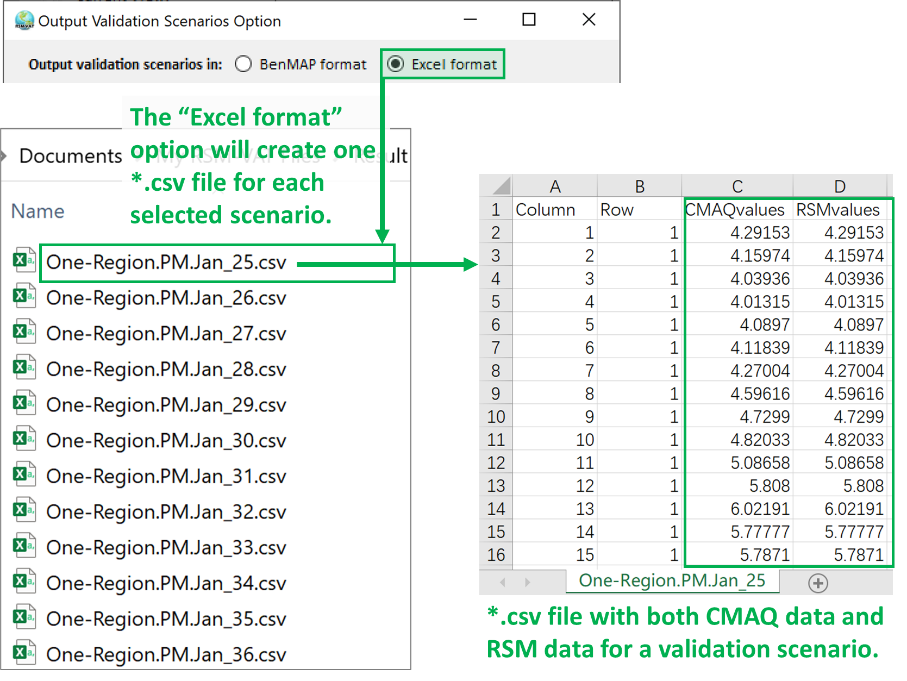 Output Validation Scenarios Option
Output validation scenarios in: BenMAP format Excel format
The “Excel format”
option will create one
*.csv file for each
selected scenario.
Documents
Name
One-Region.PM.Jan_25.csv
One-Region.PM.Jan_26.csv
One-Region.PM.Jan_27.csv
One-Region.PM.Jan_28.csv
One-Region.PM.Jan_29.csv
One-Region.PM.Jan_30.csv
One-Region.PM.Jan_31.csv
One-Region.PM.Jan_32.csv
One-Region.PM.Jan_33.csv
One-Region.PM.Jan_34.csv
One-Region.PM.Jan_35.csv
One-Region.PM.Jan_36.csv
A B C D
1 Column Row CMAQvalues RSMvalues
2 1 1 4.29153 4.29153
3 2 1 4.15974 4.15974
4 3 1 4.03936 4.03936
5 4 1 4.01315 4.01315
6 5 1 4.0897 4.0897
7 6 1 4.11839 4.11839
8 7 1 4.27004 4.27004
9 8 1 4.59616 4.59616
10 9 1 4.7299 4.7299
11 10 1 4.82033 4.82033
12 11 1 5.08658 5.08658
13 12 1 5.808 5.808
14 13 1 6.02191 6.02191
15 14 1 5.77777 5.77777
16 15 1 5.7871 5.7871
One-Region.PM.Jan_25
*.csv file with both CMAQ data and
RSM data for a validation scenario.